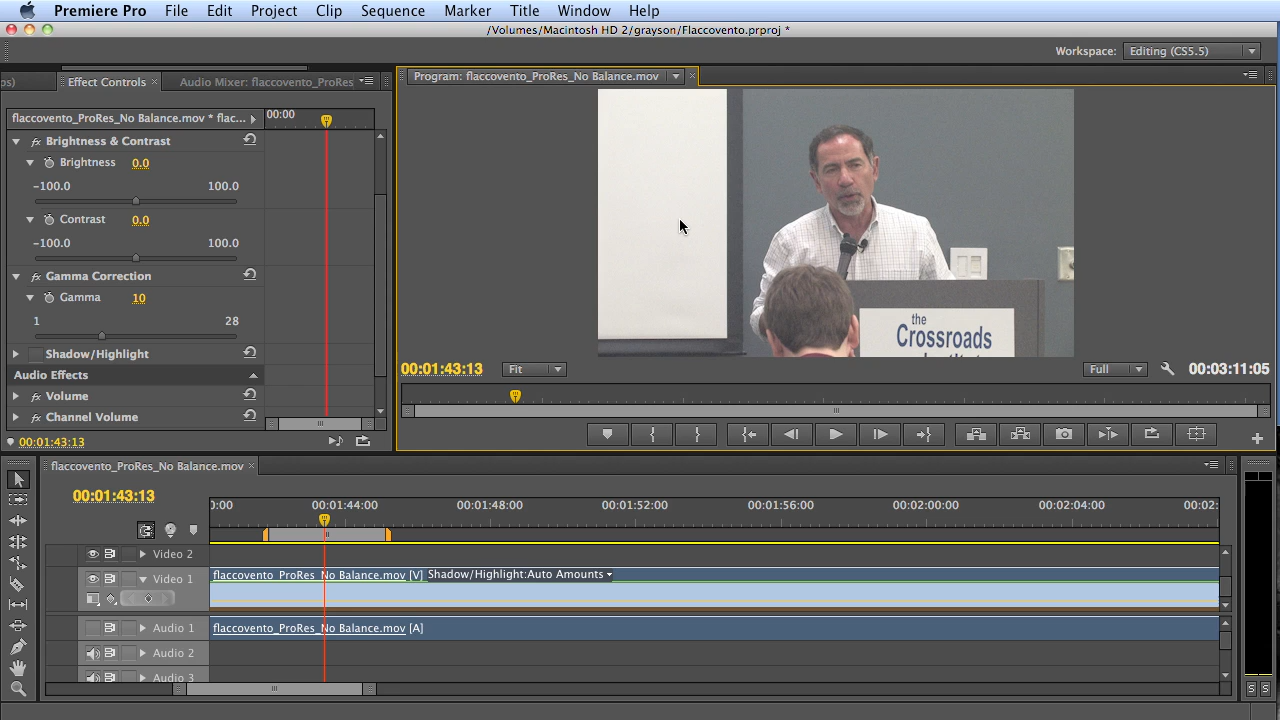 Premiere Pro File Edit Project Clip Sequence Marker Title Window Help
/Volumes/Macintosh HD 2/grayson/Flaccovento.prproj *
Workspace: Editing (CS5.5)
ps) Effect Controls × Audio Mixer: flaccovento_ProRes
Program: flaccovento_ProRes_No Balance.mov ×
flaccovento_ProRes_No Balance.mov * flac...
00:00
fx Brightness & Contrast
Brightness 0.0
-100.0 100.0
Contrast 0.0
-100.0 100.0
fx Gamma Correction
Gamma 10
1 28
Shadow/Highlight
Audio Effects
Volume
Channel Volume
00:01:43:13
the
Crossroads
00:01:43:13 Fit Full 00:03:11:05
flaccovento_ProRes_No Balance.mov ×
00:01:43:13
0:00 00:01:44:00 00:01:48:00 00:01:52:00 00:01:56:00 00:02:00:00 00:02:04:00 00:02:
Video 2
Video 1 flaccovento_ProRes_No Balance.mov [V] Shadow/Highlight:Auto Amounts
Audio 1 flaccovento_ProRes_No Balance.mov [A]
Audio 2
Audio 3
S S